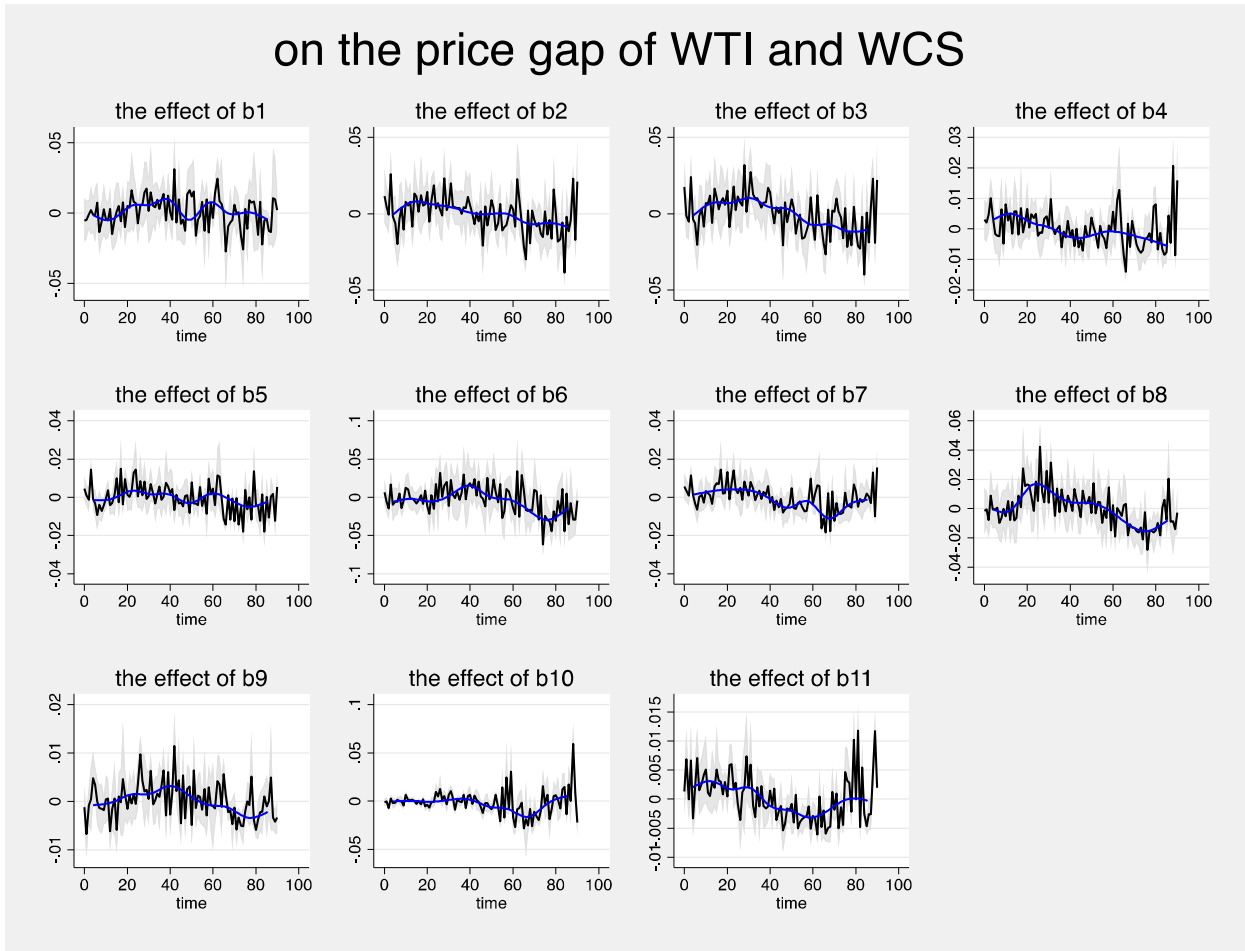 on the price gap of WTI and WCS
the effect of b1
.05
0
-.05
0 20 40 60 80 100
time
the effect of b2
.05
0
-.05
0 20 40 60 80 100
time
the effect of b3
.05
0
-.05
0 20 40 60 80 100
time
the effect of b4
.03
.02
.01
0
-.01
-.02
0 20 40 60 80 100
time
the effect of b5
.04
.02
0
-.02
-.04
0 20 40 60 80 100
time
the effect of b6
.1
.05
0
-.05
-.1
0 20 40 60 80 100
time
the effect of b7
.04
.02
0
-.02
-.04
0 20 40 60 80 100
time
the effect of b8
.06
.04
.02
0
-.02
-.04
0 20 40 60 80 100
time
the effect of b9
.02
.01
0
-.01
0 20 40 60 80 100
time
the effect of b10
.1
.05
0
-.05
0 20 40 60 80 100
time
the effect of b11
.015
.01
.005
0
-.005
-.01
0 20 40 60 80 100
time